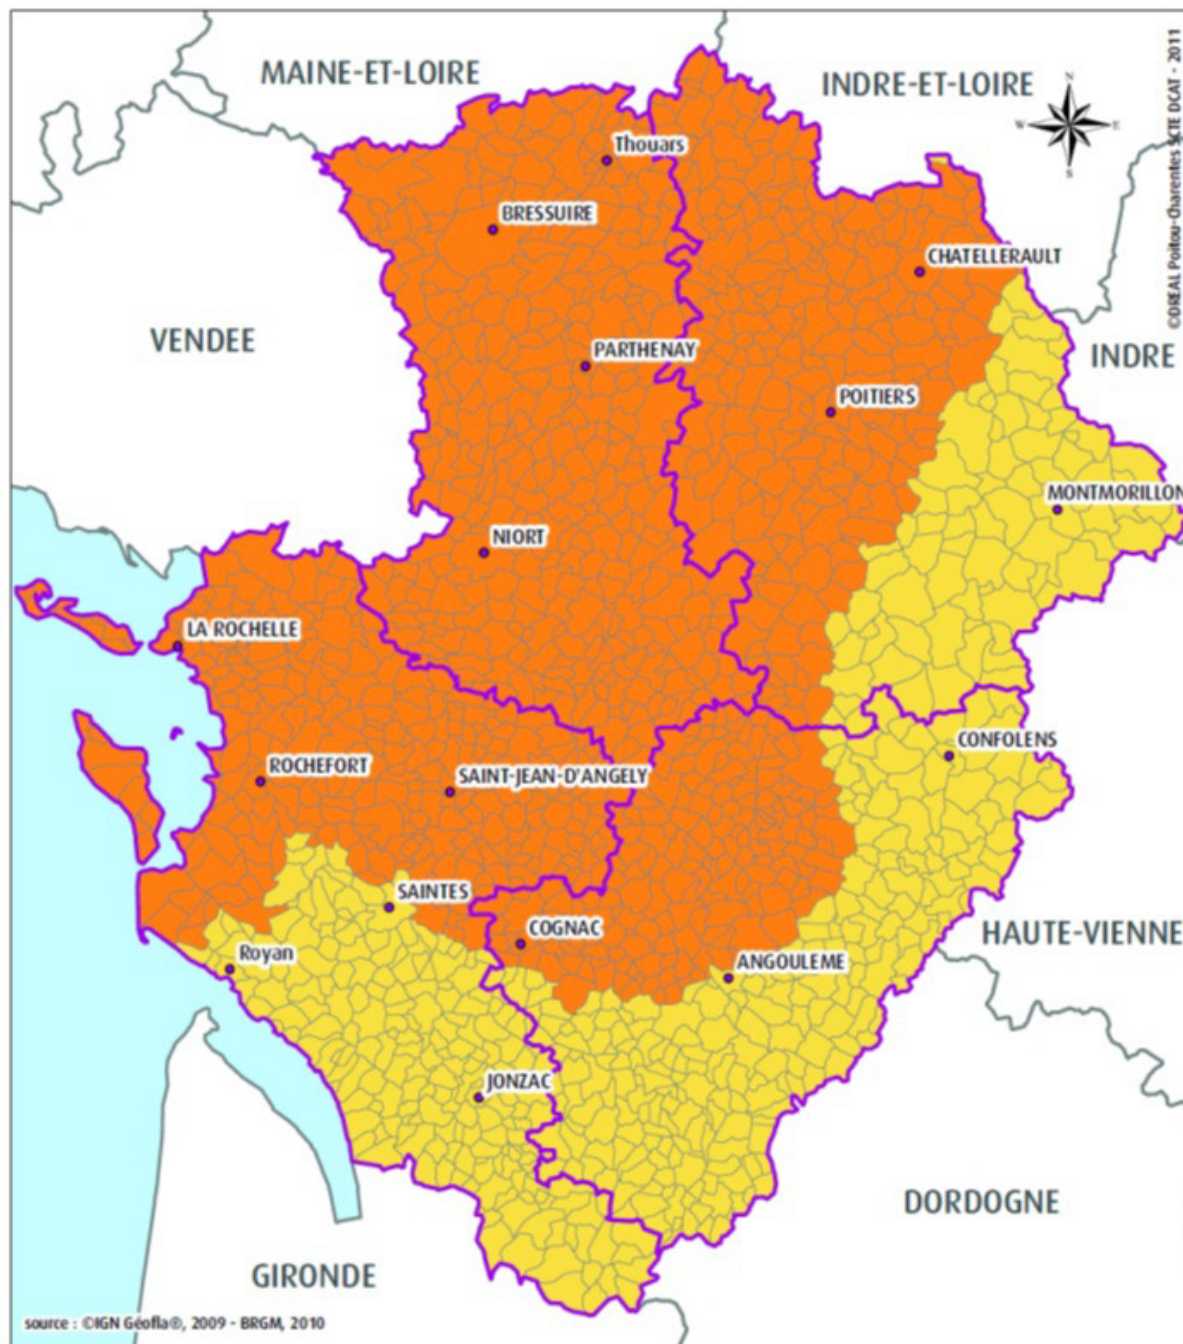 MAINE-ET-LOIRE
INDRE-ET-LOIRE
N
W
E
S
©DREAL Poitou-Charentes SCTE DCAT - 2011
Thouars
BRESSUIRE
CHATELLERAULT
VENDEE
PARTHENAY
INDRE
POITIERS
MONTMORILLON
NIORT
LA ROCHELLE
CONFOLENS
ROCHEFORT
SAINT-JEAN-D'ANGELY
SAINTES
COGNAC
HAUTE-VIENNE
Royan
ANGOULEME
JONZAC
DORDOGNE
GIRONDE
source : ©IGN Géofla®, 2009 - BRGM, 2010